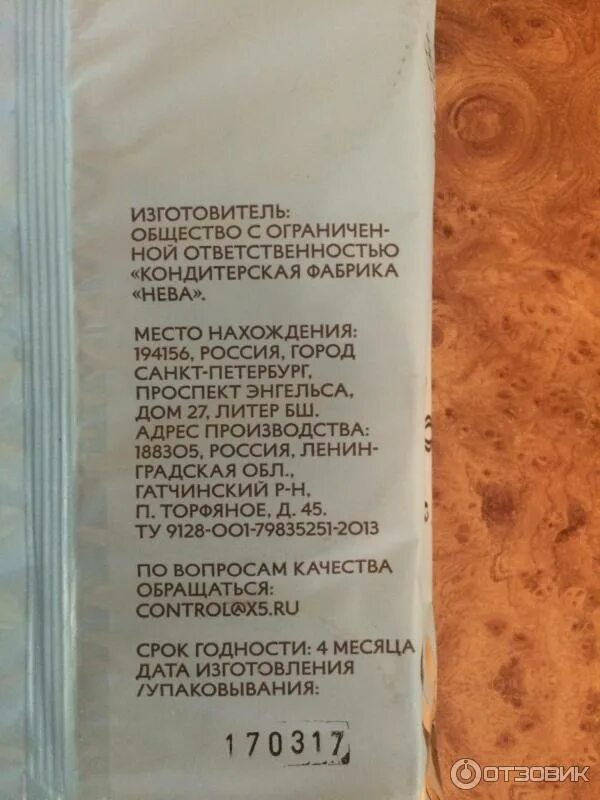 ИЗГОТОВИТЕЛЬ:
ОБЩЕСТВО С ОГРАНИЧЕН-
НОЙ ОТВЕТСТВЕННОСТЬЮ
«КОНДИТЕРСКАЯ ФАБРИКА
«НЕВА».
МЕСТО НАХОЖДЕНИЯ:
194156, РОССИЯ, ГОРОД
САНКТ-ПЕТЕРБУРГ,
ПРОСПЕКТ ЭНГЕЛЬСА,
ДОМ 27, ЛИТЕР БШ.
АДРЕС ПРОИЗВОДСТВА:
188305, РОССИЯ, ЛЕНИН-
ГРАДСКАЯ ОБЛ.,
ГАТЧИНСКИЙ Р-Н,
П. ТОРФЯНОЕ, Д. 45.
ТУ 9128-001-79835251-2013
ПО ВОПРОСАМ КАЧЕСТВА
ОБРАЩАТЬСЯ:
CONTROL@X5.RU
СРОК ГОДНОСТИ: 4 МЕСЯЦА
ДАТА ИЗГОТОВЛЕНИЯ
/УПАКОВЫВАНИЯ:
170317
ОТЗОВИК